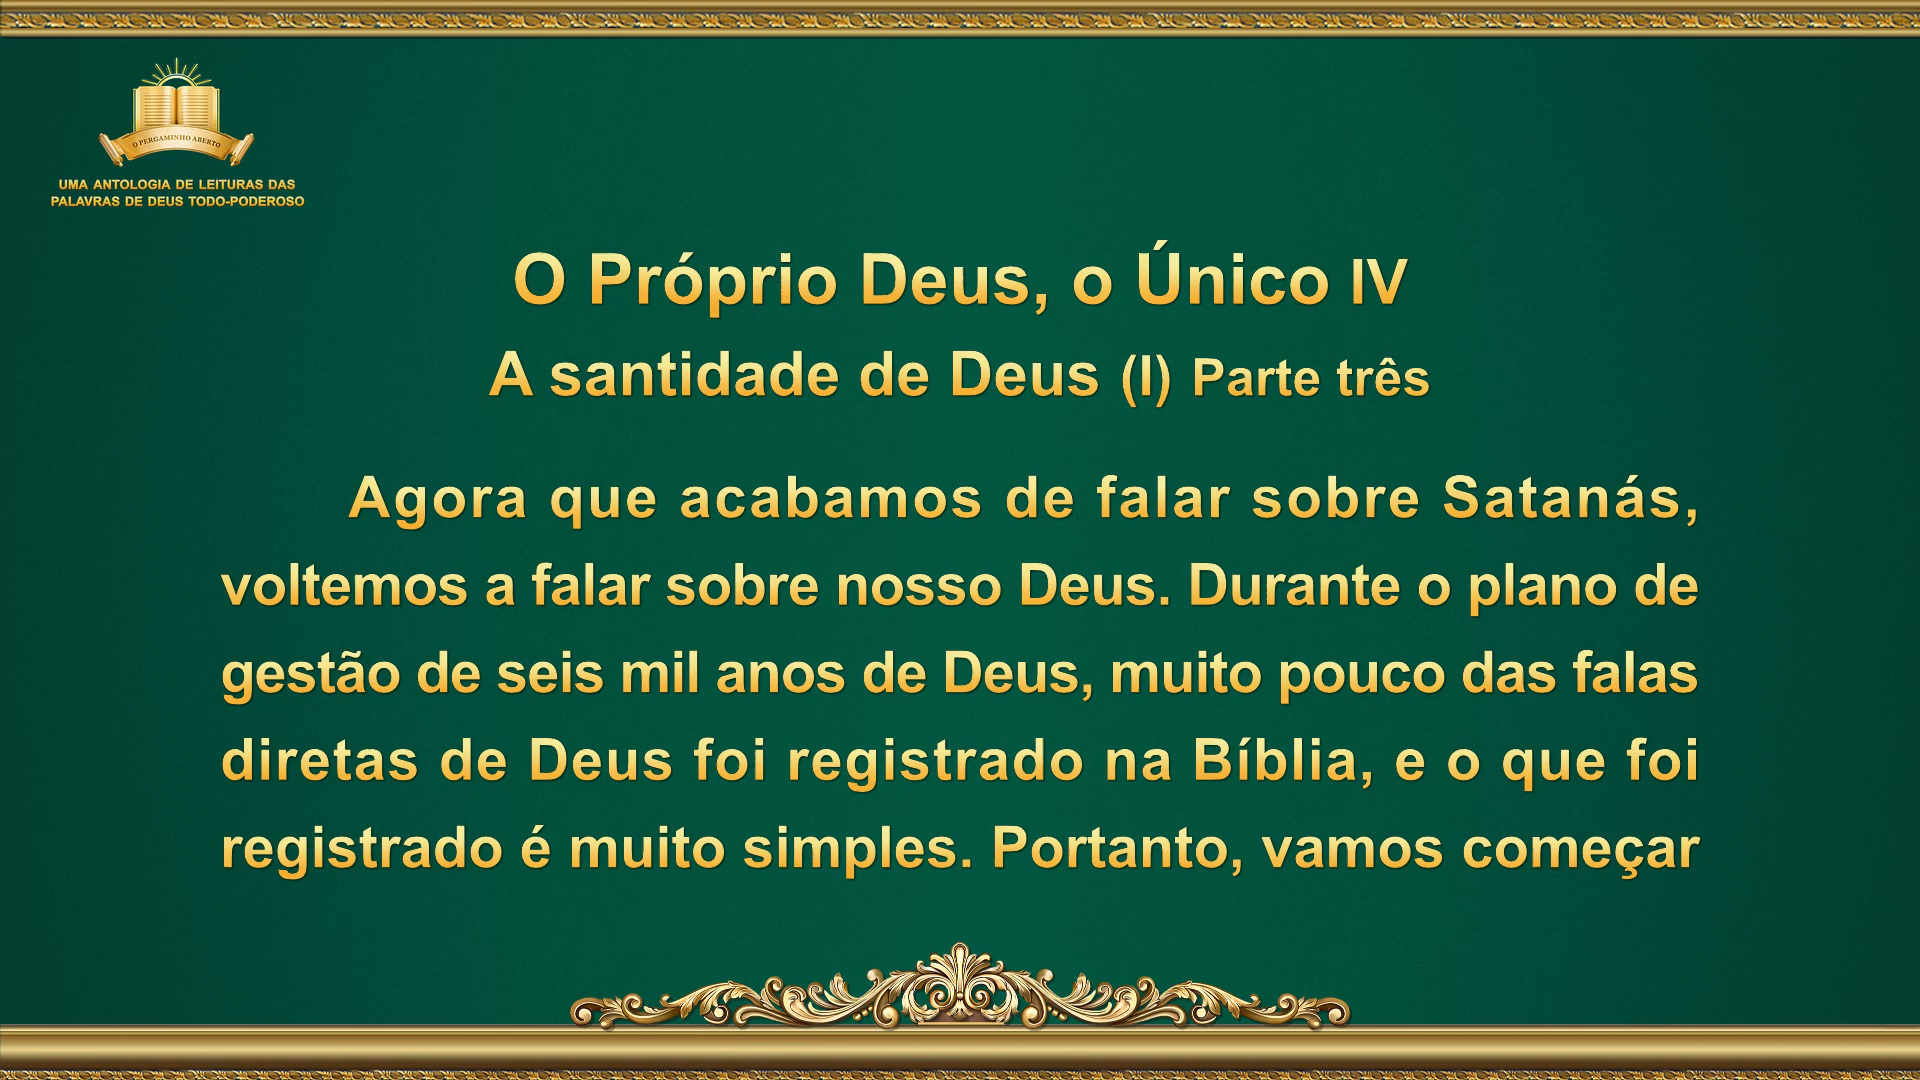 O PERGAMINHO ABERTO
UMA ANTOLOGIA DE LEITURAS DAS
PALAVRAS DE DEUS TODO-PODEROSO
O Próprio Deus, o Único IV
A santidade de Deus (I) Parte três
Agora que acabamos de falar sobre Satanás,
voltemos a falar sobre nosso Deus. Durante o plano de
gestão de seis mil anos de Deus, muito pouco das falas
diretas de Deus foi registrado na Bíblia, e o que foi
registrado é muito simples. Portanto, vamos começar